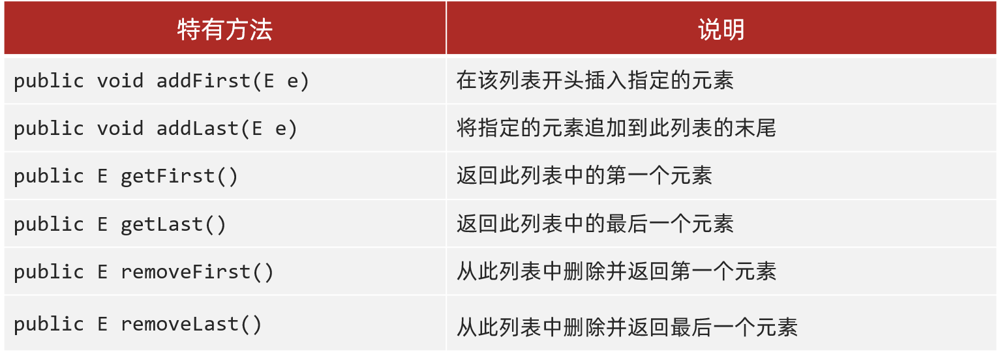 特有方法 说明
public void addFirst(E e) 在该列表开头插入指定的元素
public void addLast(E e) 将指定的元素追加到此列表的末尾
public E getFirst() 返回此列表中的第一个元素
public E getLast() 返回此列表中的最后一个元素
public E removeFirst() 从此列表中删除并返回第一个元素
public E removeLast() 从此列表中删除并返回最后一个元素